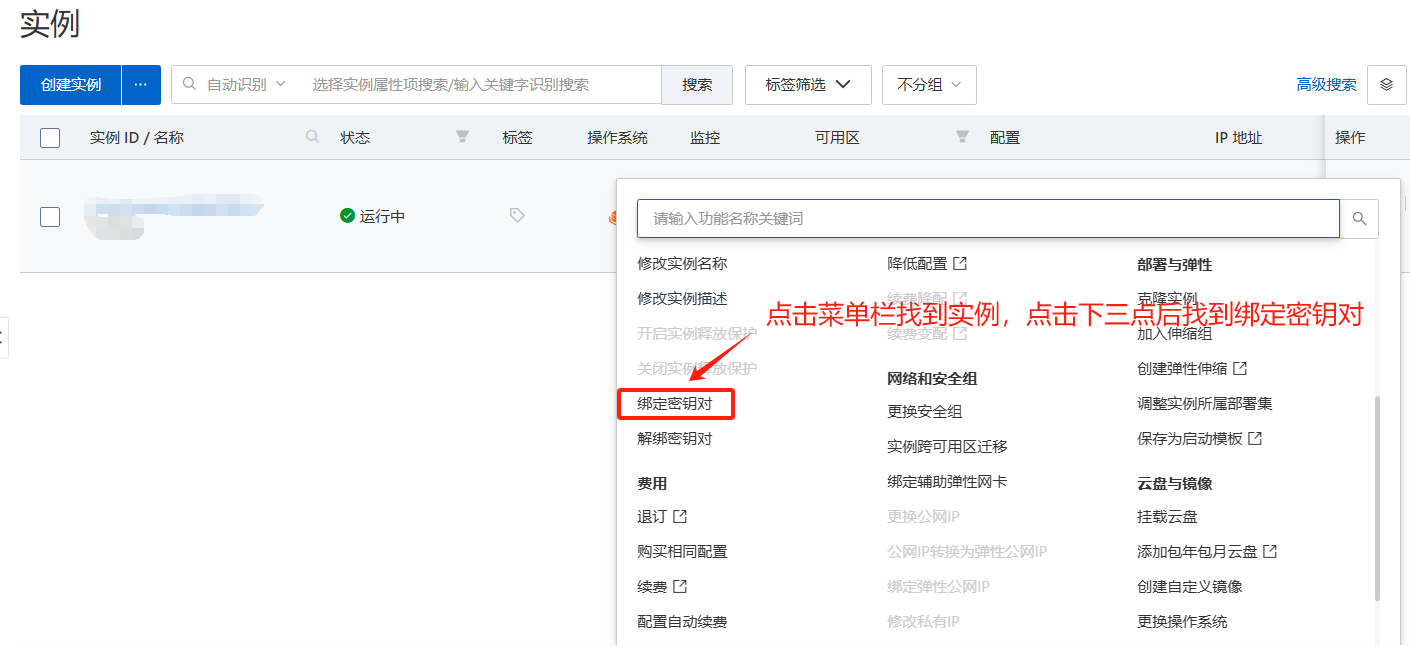 实例
创建实例 ··· 自动识别 选择实例属性项搜索/输入关键字识别搜索 搜索 标签筛选 不分组 高级搜索
实例 ID / 名称 状态 标签 操作系统 监控 可用区 配置 IP 地址 操作
运行中
请输入功能名称关键词
修改实例名称 降低配置 部署与弹性
修改实例描述 续费降配 克隆实例
点击菜单栏找到实例，点击下三点后找到绑定密钥对
开启实例释放保护 续费变配 加入伸缩组
关闭实例释放保护 创建弹性伸缩
网络和安全组
绑定密钥对 更换安全组 调整实例所属部署集
解绑密钥对 实例跨可用区迁移 保存为启动模板
费用 绑定辅助弹性网卡 云盘与镜像
退订 更换公网IP 挂载云盘
购买相同配置 公网IP转换为弹性公网IP 添加包年包月云盘
续费 绑定弹性公网IP 创建自定义镜像
配置自动续费 修改私有IP 更换操作系统